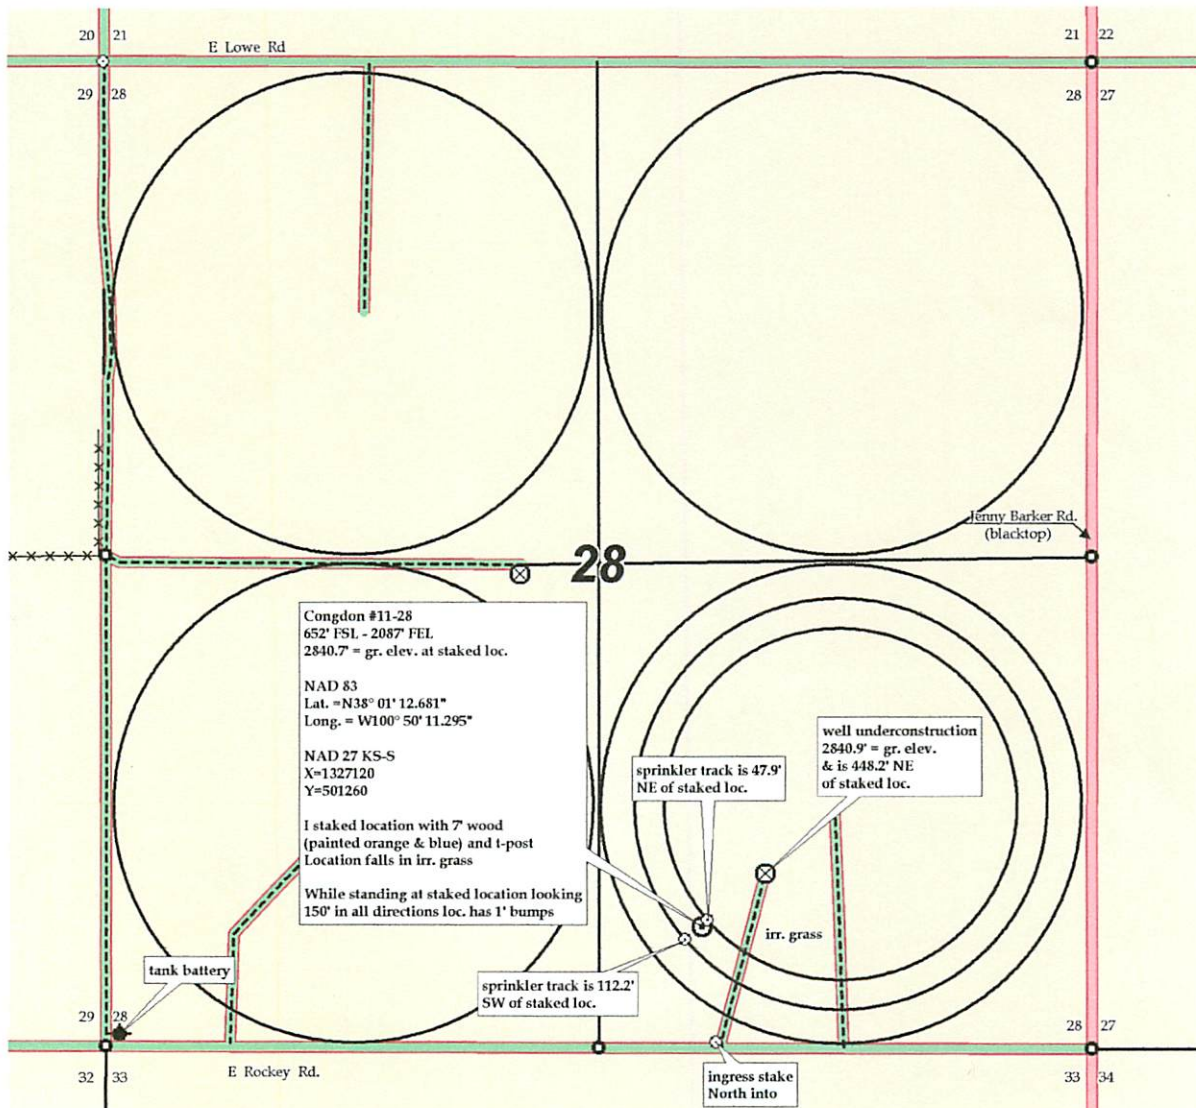 20 21
E Lowe Rd
21 22
29 28
28 27
Jenny Barker Rd.
(blacktop)
28
Congdon #11-28
652' FSL - 2087' FEL
2840.7' = gr. elev. at staked loc.
NAD 83
Lat. =N38° 01' 12.681"
Long. = W100° 50' 11.295"
NAD 27 KS-S
X=1327120
Y=501260
I staked location with 7' wood
(painted orange & blue) and t-post
Location falls in irr. grass
While standing at staked location looking
150' in all directions loc. has 1' bumps
well underconstruction
2840.9' = gr. elev.
& is 448.2' NE
of staked loc.
sprinkler track is 47.9'
NE of staked loc.
irr. grass
tank battery
sprinkler track is 112.2'
SW of staked loc.
29 28
28 27
32 33
E Rockey Rd.
33 34
ingress stake
North into